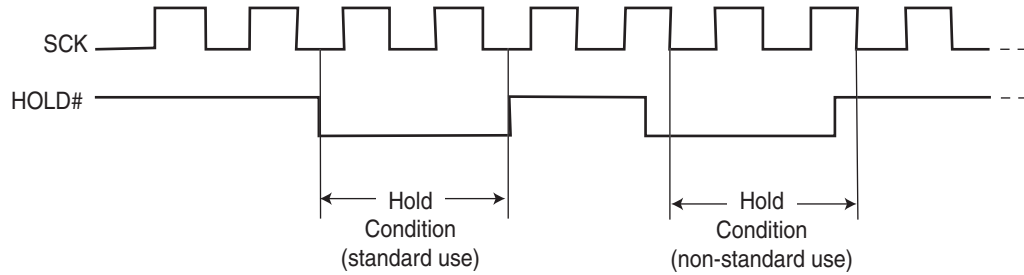 SCK
HOLD#
Hold
Condition
(standard use)
Hold
Condition
(non-standard use)